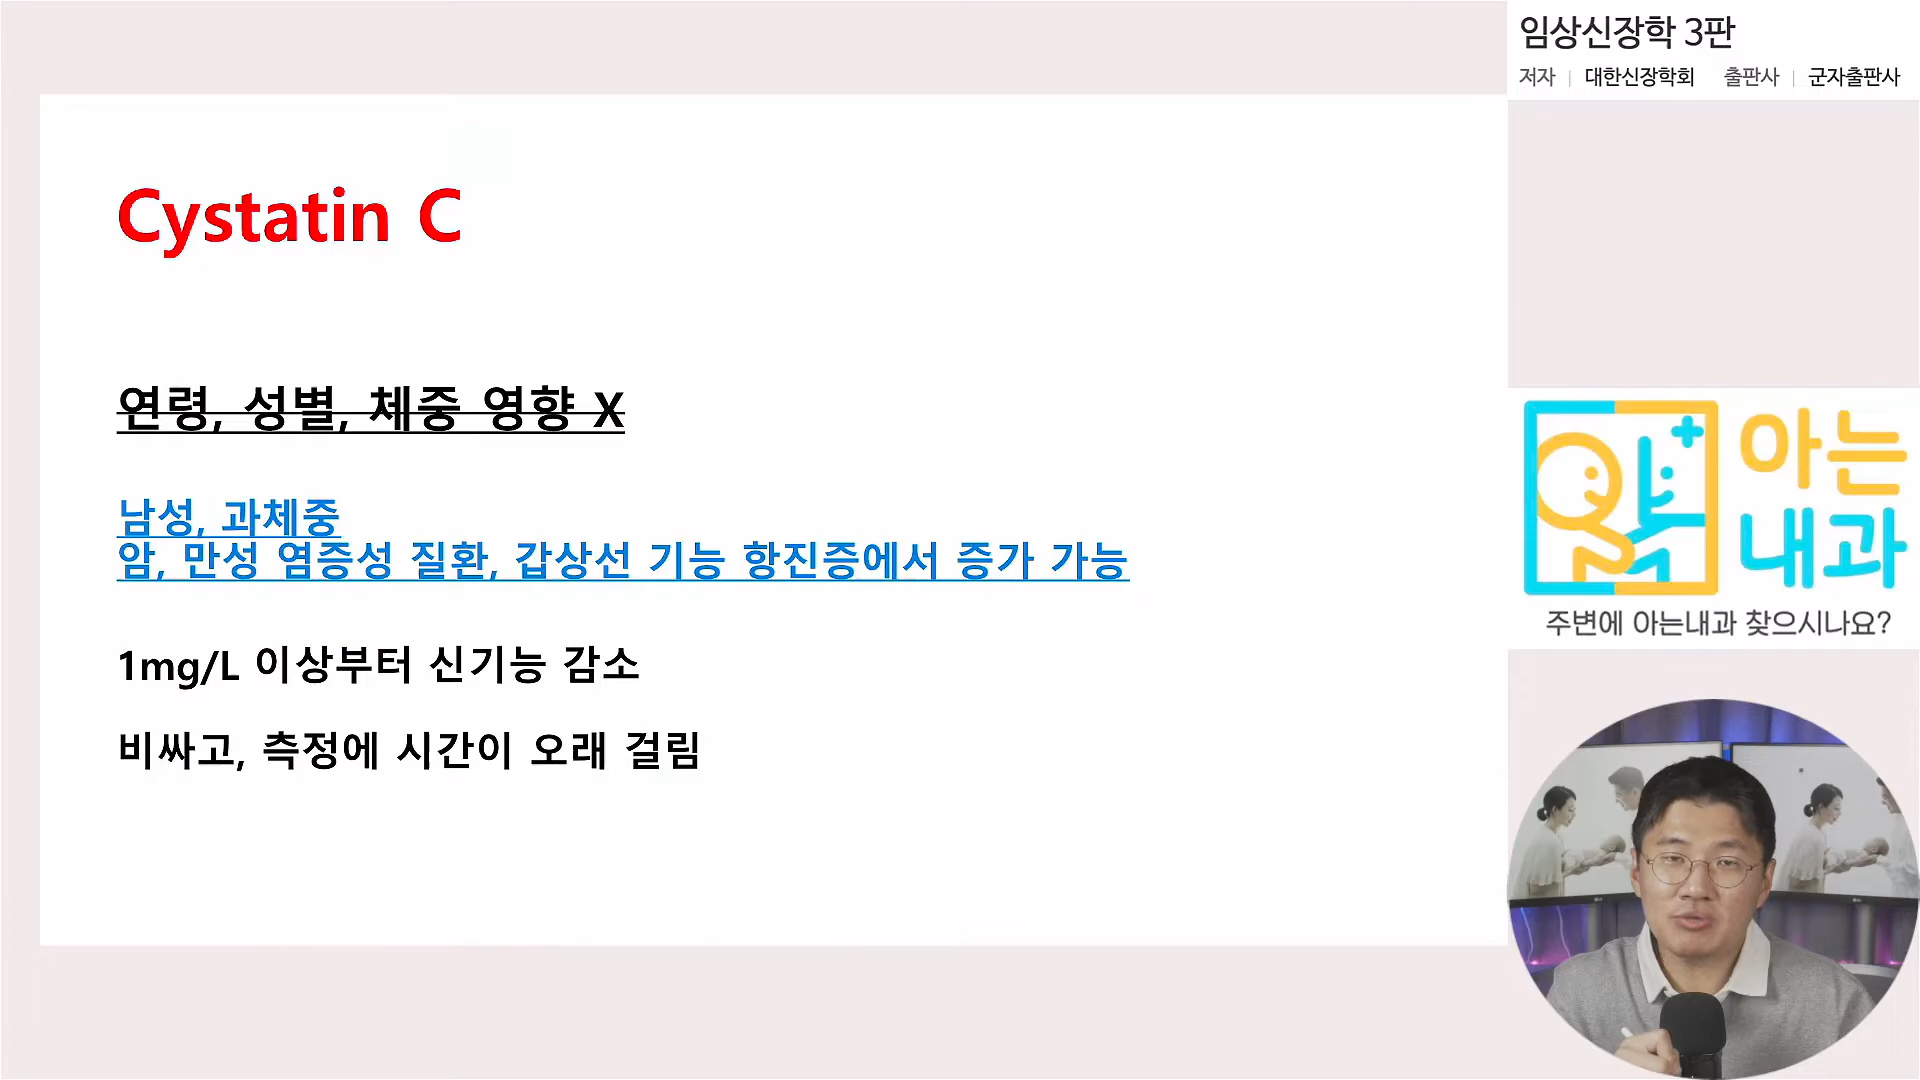 임상신장학 3판
저자 | 대한신장학회 출판사 | 군자출판사
Cystatin C
연령, 성별, 체중 영향 X
남성, 과체중
암, 만성 염증성 질환, 갑상선 기능 항진증에서 증가 가능
1mg/L 이상부터 신기능 감소
비싸고, 측정에 시간이 오래 걸림
아는
내과
주변에 아는내과 찾으시나요?